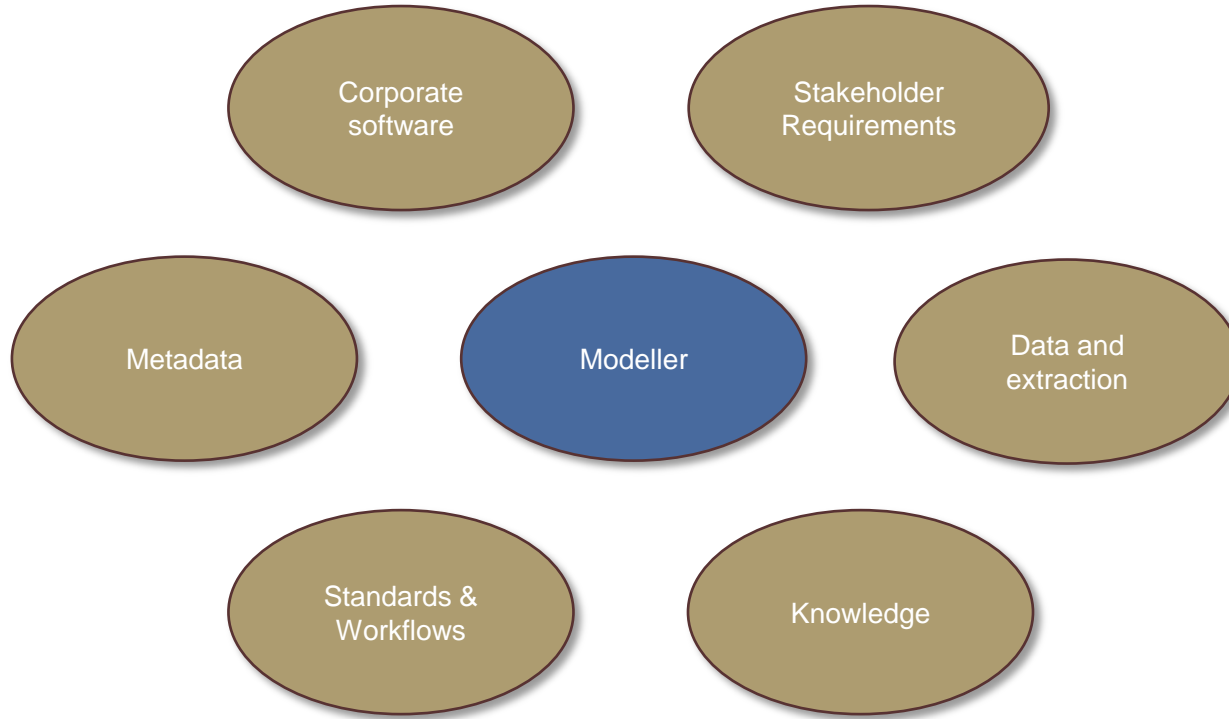 Corporate
software
Stakeholder
Requirements
Metadata
Modeller
Data and
extraction
Standards &
Workflows
Knowledge